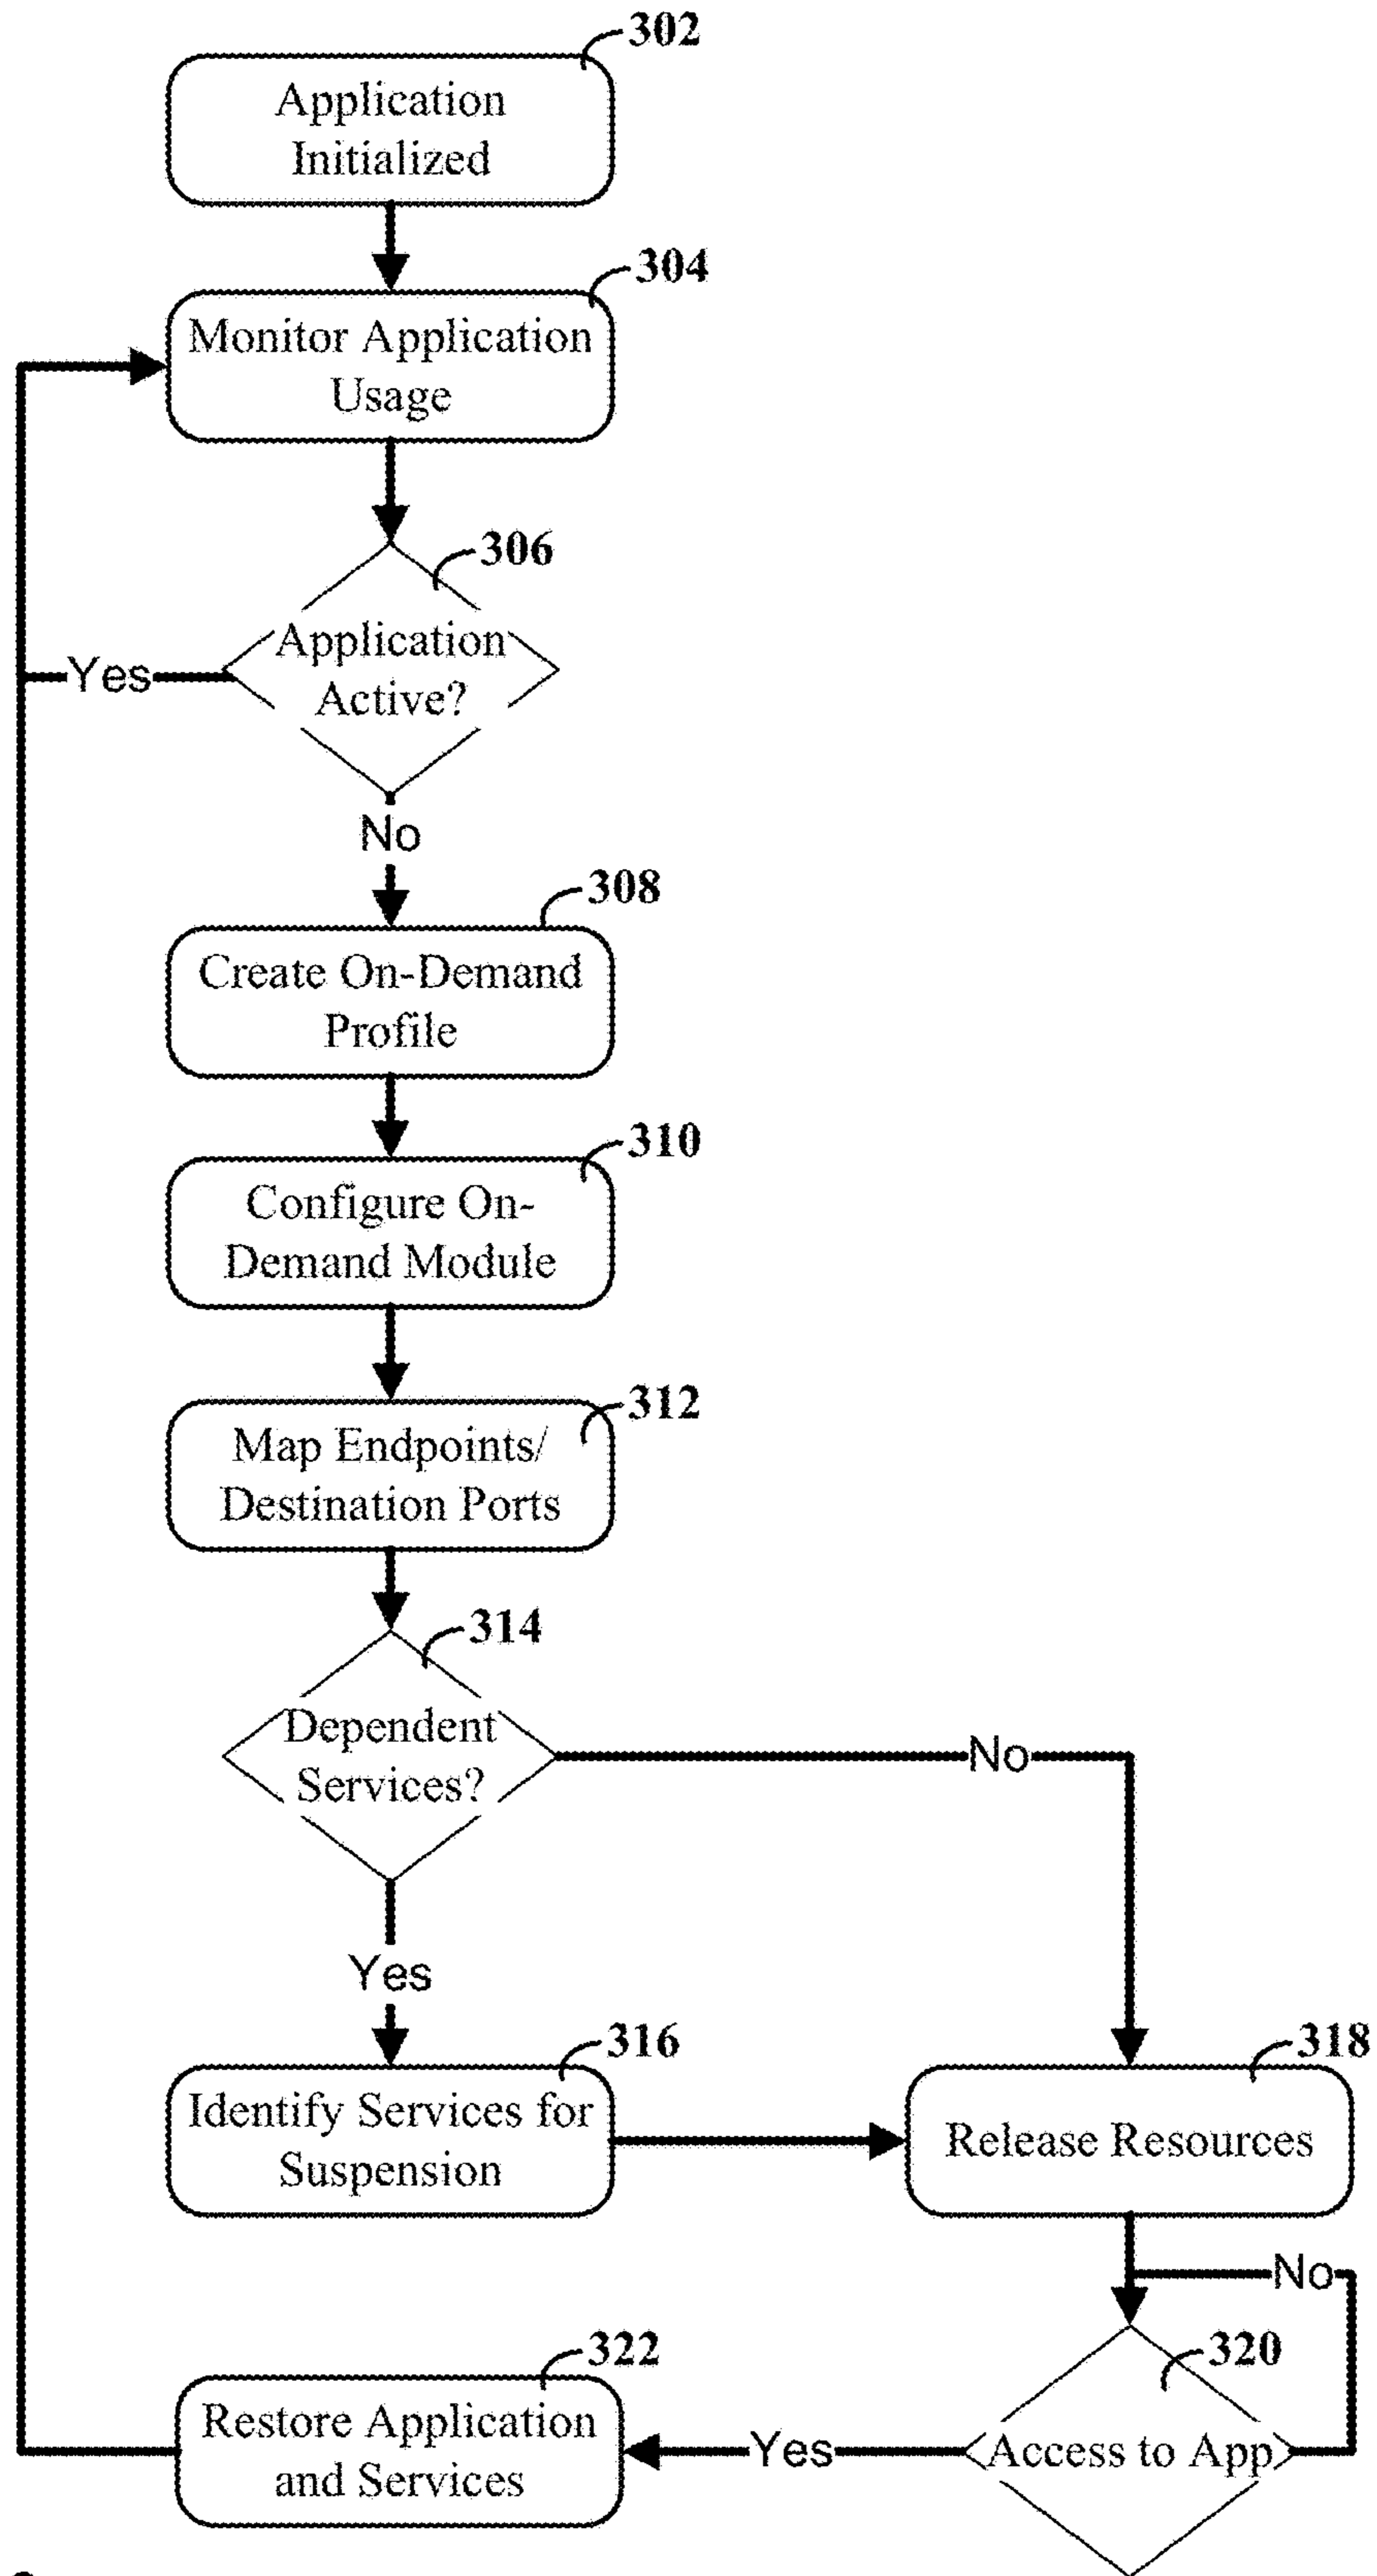 302
Application
Initialized
304
Monitor Application
Usage
306
Application
Active?
Yes
No
308
Create On-Demand
Profile
310
Configure On-
Demand Module
312
Map Endpoints/
Destination Ports
314
Dependent
Services?
No
Yes
316
Identify Services for
Suspension
318
Release Resources
No
320
Access to App
Yes
322
Restore Application
and Services